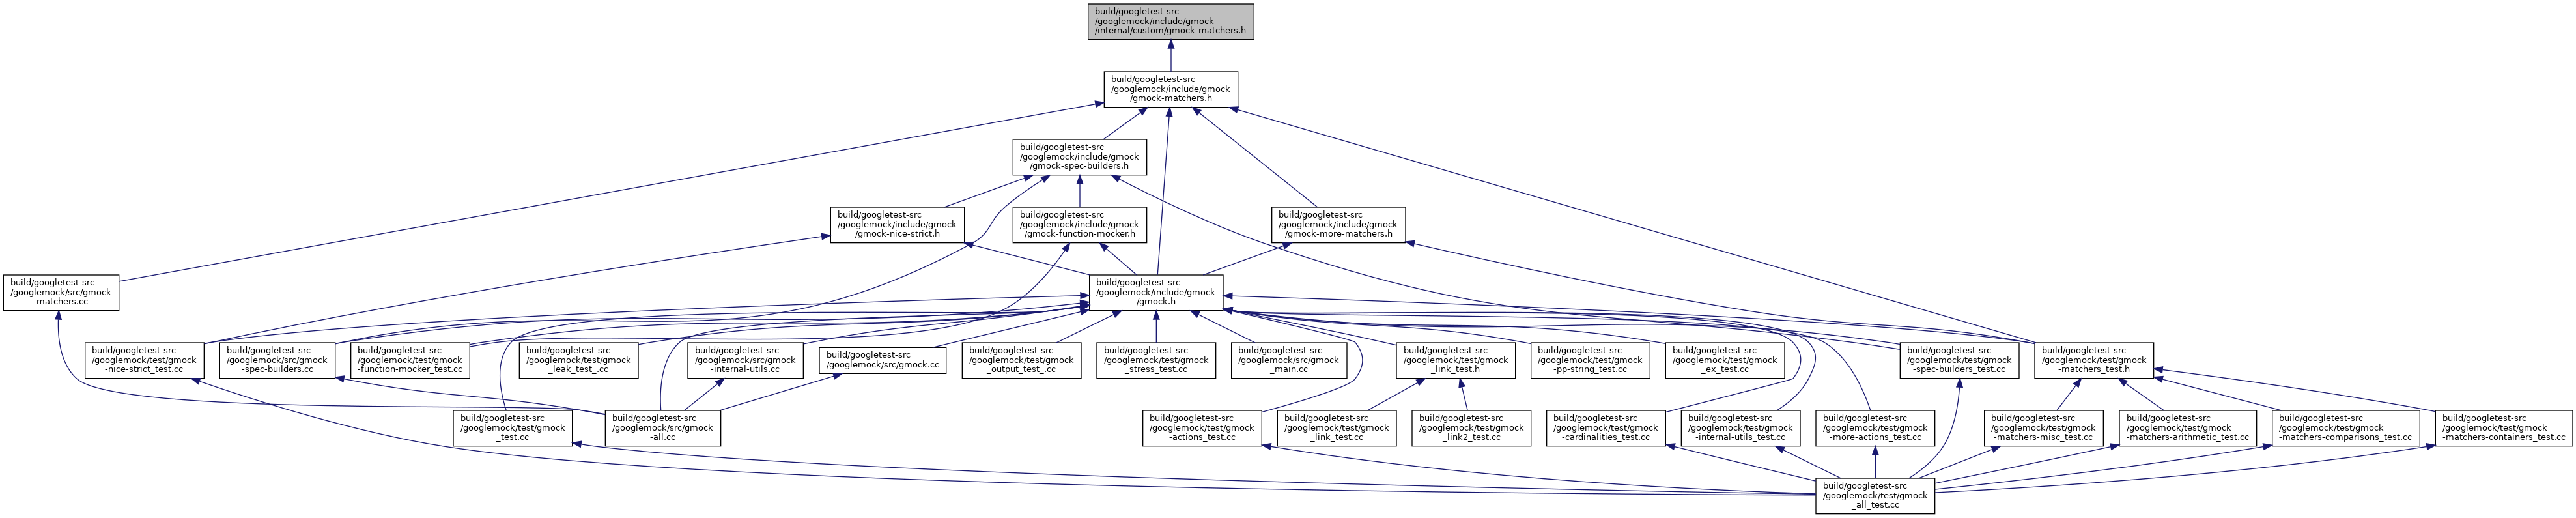 build/googletest-src
/googlemock/include/gmock
/internal/custom/gmock-matchers.h
build/googletest-src
/googlemock/include/gmock
/gmock-matchers.h
build/googletest-src
/googlemock/include/gmock
/gmock-spec-builders.h
build/googletest-src
/googlemock/include/gmock
/gmock-nice-strict.h
build/googletest-src
/googlemock/include/gmock
/gmock-function-mocker.h
build/googletest-src
/googlemock/include/gmock
/gmock-more-matchers.h
build/googletest-src
/googlemock/src/gmock
-matchers.cc
build/googletest-src
/googlemock/include/gmock
/gmock.h
build/googletest-src
/googlemock/test/gmock
-nice-strict_test.cc
build/googletest-src
/googlemock/src/gmock
-spec-builders.cc
build/googletest-src
/googlemock/test/gmock
-function-mocker_test.cc
build/googletest-src
/googlemock/test/gmock
_leak_test_.cc
build/googletest-src
/googlemock/src/gmock
-internal-utils.cc
build/googletest-src
/googlemock/src/gmock.cc
build/googletest-src
/googlemock/test/gmock
_output_test_.cc
build/googletest-src
/googlemock/test/gmock
_stress_test.cc
build/googletest-src
/googlemock/src/gmock
_main.cc
build/googletest-src
/googlemock/test/gmock
_link_test.h
build/googletest-src
/googlemock/test/gmock
-pp-string_test.cc
build/googletest-src
/googlemock/test/gmock
_ex_test.cc
build/googletest-src
/googlemock/test/gmock
-spec-builders_test.cc
build/googletest-src
/googlemock/test/gmock
-matchers_test.h
build/googletest-src
/googlemock/test/gmock
_test.cc
build/googletest-src
/googlemock/src/gmock
-all.cc
build/googletest-src
/googlemock/test/gmock
-actions_test.cc
build/googletest-src
/googlemock/test/gmock
_link_test.cc
build/googletest-src
/googlemock/test/gmock
_link2_test.cc
build/googletest-src
/googlemock/test/gmock
-cardinalities_test.cc
build/googletest-src
/googlemock/test/gmock
-internal-utils_test.cc
build/googletest-src
/googlemock/test/gmock
-more-actions_test.cc
build/googletest-src
/googlemock/test/gmock
-matchers-misc_test.cc
build/googletest-src
/googlemock/test/gmock
-matchers-arithmetic_test.cc
build/googletest-src
/googlemock/test/gmock
-matchers-comparisons_test.cc
build/googletest-src
/googlemock/test/gmock
-matchers-containers_test.cc
build/googletest-src
/googlemock/test/gmock
_all_test.cc